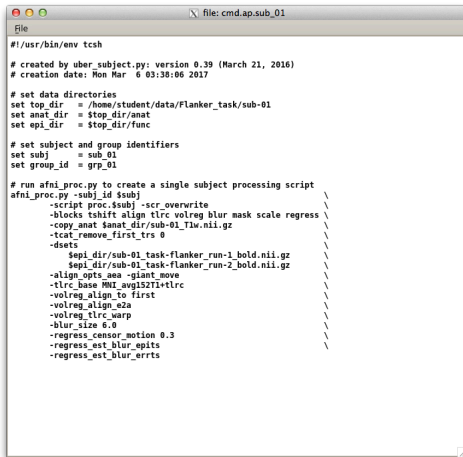 file: cmd.ap.sub_01
File
#!/usr/bin/env tcsh
# created by uber_subject.py: version 0.39 (March 21, 2016)
# creation date: Mon Mar  6 03:38:06 2017
# set data directories
set top_dir   = /home/student/data/Flanker_task/sub-01
set anat_dir  = $top_dir/anat
set epi_dir   = $top_dir/func
# set subject and group identifiers
set subj      = sub_01
set group_id  = grp_01
# run afni_proc.py to create a single subject processing script
afni_proc.py -subj_id $subj                                      \
        -script proc.$subj -scr_overwrite                        \
        -blocks tshift align tlrc volreg blur mask scale regress \
        -copy_anat $anat_dir/sub-01_T1w.nii.gz                   \
        -tcat_remove_first_trs 0                                 \
        -dsets                                                   \
            $epi_dir/sub-01_task-flanker_run-1_bold.nii.gz       \
            $epi_dir/sub-01_task-flanker_run-2_bold.nii.gz       \
        -align_opts_aea -giant_move                              \
        -tlrc_base MNI_avg152T1+tlrc                             \
        -volreg_align_to first                                   \
        -volreg_align_e2a                                        \
        -volreg_tlrc_warp                                        \
        -blur_size 6.0                                           \
        -regress_censor_motion 0.3                               \
        -regress_est_blur_epits                                  \
        -regress_est_blur_errts